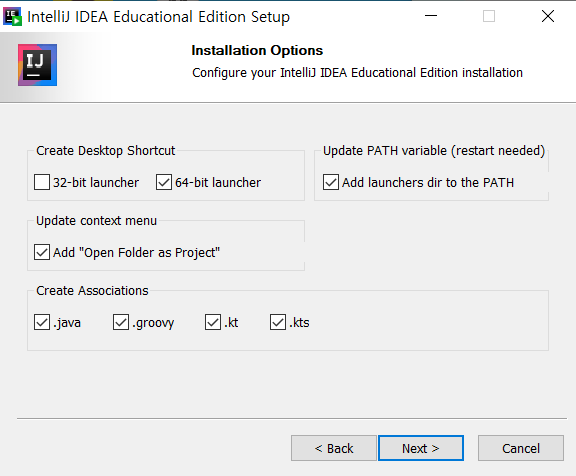 IntelliJ IDEA Educational Edition Setup
IJ
Installation Options
Configure your IntelliJ IDEA Educational Edition installation
Create Desktop Shortcut
32-bit launcher
64-bit launcher
Update PATH variable (restart needed)
Add launchers dir to the PATH
Update context menu
Add "Open Folder as Project"
Create Associations
.java
.groovy
.kt
.kts
< Back
Next >
Cancel